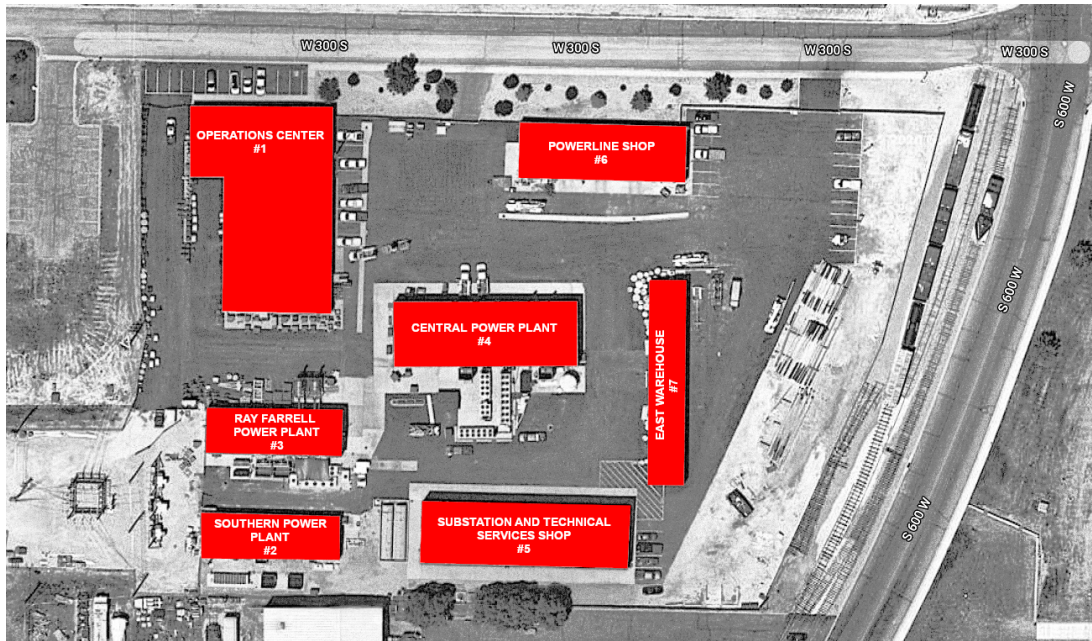 W 300 S
W 300 S
W 300 S
W 300 S
S 600 W
OPERATIONS CENTER
#1
POWERLINE SHOP
#6
S 600 W
CENTRAL POWER PLANT
#4
EAST WAREHOUSE
#7
RAY FARRELL
POWER PLANT
#3
SOUTHERN POWER
PLANT
#2
SUBSTATION AND TECHNICAL
SERVICES SHOP
#5
S 600 W